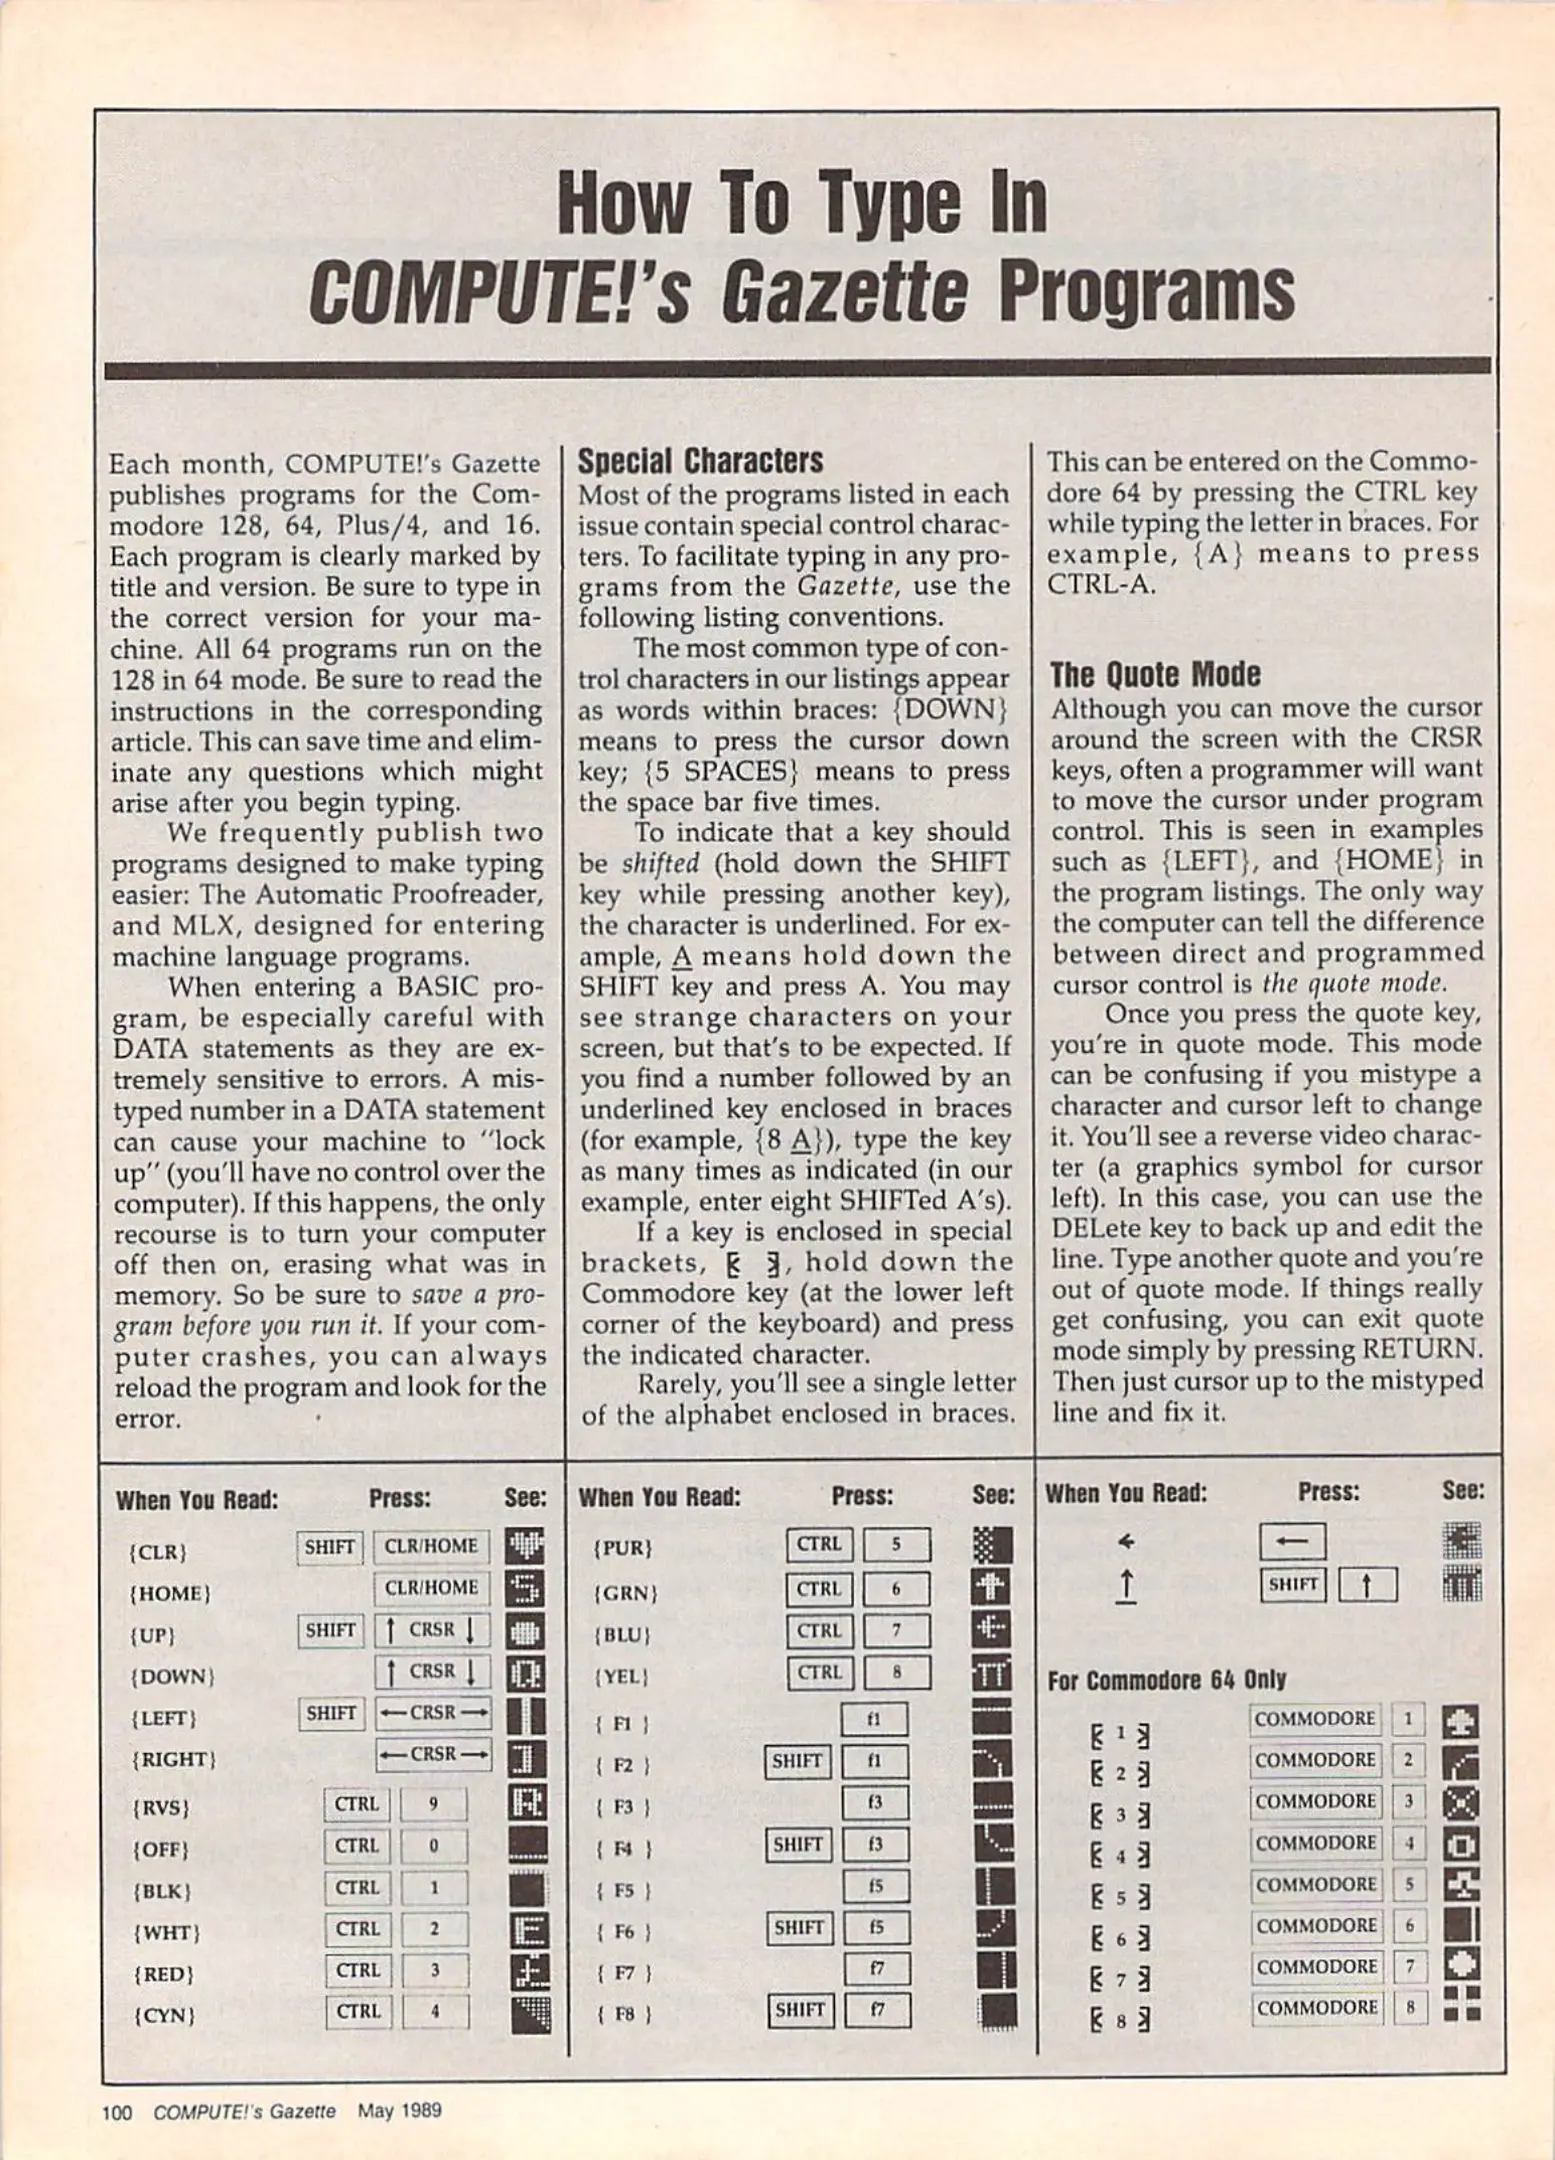 How To Type In
COMPUTE!'s Gazette Programs
Each month, COMPUTE!'s Gazette
publishes programs for the Com-
modore 128, 64, Plus/4, and 16.
Each program is clearly marked by
title and version. Be sure to type in
the correct version for your ma-
chine. All 64 programs run on the
128 in 64 mode. Be sure to read the
instructions in the corresponding
article. This can save time and elim-
inate any questions which might
arise after you begin typing.
We frequently publish two
programs designed to make typing
easier: The Automatic Proofreader,
and MLX, designed for entering
machine language programs.
When entering a BASIC pro-
gram, be especially careful with
DATA statements as they are ex-
tremely sensitive to errors. A mis-
typed number in a DATA statement
can cause your machine to "lock
up" (you'll have no control over the
computer). If this happens, the only
recourse is to turn your computer
off then on, erasing what was in
memory. So be sure to save a pro-
gram before you run it. If your com-
puter crashes, you can always
reload the program and look for the
error.
Special Characters
Most of the programs listed in each
issue contain special control charac-
ters. To facilitate typing in any pro-
grams from the Gazette, use the
following listing conventions.
The most common type of con-
trol characters in our listings appear
as words within braces: {DOWN}
means to press the cursor down
key; {5 SPACES} means to press
the space bar five times.
To indicate that a key should
be shifted (hold down the SHIFT
key while pressing another key),
the character is underlined. For ex-
ample, A means hold down the
SHIFT key and press A. You may
see strange characters on your
screen, but that's to be expected. If
you find a number followed by an
underlined key enclosed in braces
(for example, {8 A}), type the key
as many times as indicated (in our
example, enter eight SHIFTed A's).
If a key is enclosed in special
brackets, [< >], hold down the
Commodore key (at the lower left
corner of the keyboard) and press
the indicated character.
Rarely, you'll see a single letter
of the alphabet enclosed in braces.
This can be entered on the Commo-
dore 64 by pressing the CTRL key
while typing the letter in braces. For
example, {A} means to press
CTRL-A.
The Quote Mode
Although you can move the cursor
around the screen with the CRSR
keys, often a programmer will want
to move the cursor under program
control. This is seen in examples
such as {LEFT}, and {HOME} in
the program listings. The only way
the computer can tell the difference
between direct and programmed
cursor control is the quote mode.
Once you press the quote key,
you're in quote mode. This mode
can be confusing if you mistype a
character and cursor left to change
it. You'll see a reverse video charac-
ter (a graphics symbol for cursor
left). In this case, you can use the
DELete key to back up and edit the
line. Type another quote and you're
out of quote mode. If things really
get confusing, you can exit quote
mode simply by pressing RETURN.
Then just cursor up to the mistyped
line and fix it.
When You Read: Press: See:
{CLR} SHIFT CLR/HOME ♥
{HOME} CLR/HOME S
{UP} SHIFT ↑ CRSR ↓
{DOWN} ↑ CRSR ↓ Q
{LEFT} SHIFT ← CRSR →
{RIGHT} ← CRSR → ]
{RVS} CTRL 9 R
{OFF} CTRL 0
{BLK} CTRL 1
{WHT} CTRL 2 E
{RED} CTRL 3 £
{CYN} CTRL 4
When You Read: Press: See:
{PUR} CTRL 5
{GRN} CTRL 6 ↑
{BLU} CTRL 7 ←
{YEL} CTRL 8 π
{ F1 } f1
{ F2 } SHIFT f1
{ F3 } f3
{ F4 } SHIFT f3
{ F5 } f5
{ F6 } SHIFT f5
{ F7 } f7
{ F8 } SHIFT f7
When You Read: Press: See:
← ← ←
↑ SHIFT ↑ π
For Commodore 64 Only
[< 1 >] COMMODORE 1 ♠
[< 2 >] COMMODORE 2
[< 3 >] COMMODORE 3
[< 4 >] COMMODORE 4
[< 5 >] COMMODORE 5 ♣
[< 6 >] COMMODORE 6
[< 7 >] COMMODORE 7 ♦
[< 8 >] COMMODORE 8
100 COMPUTE!'s Gazette May 1989